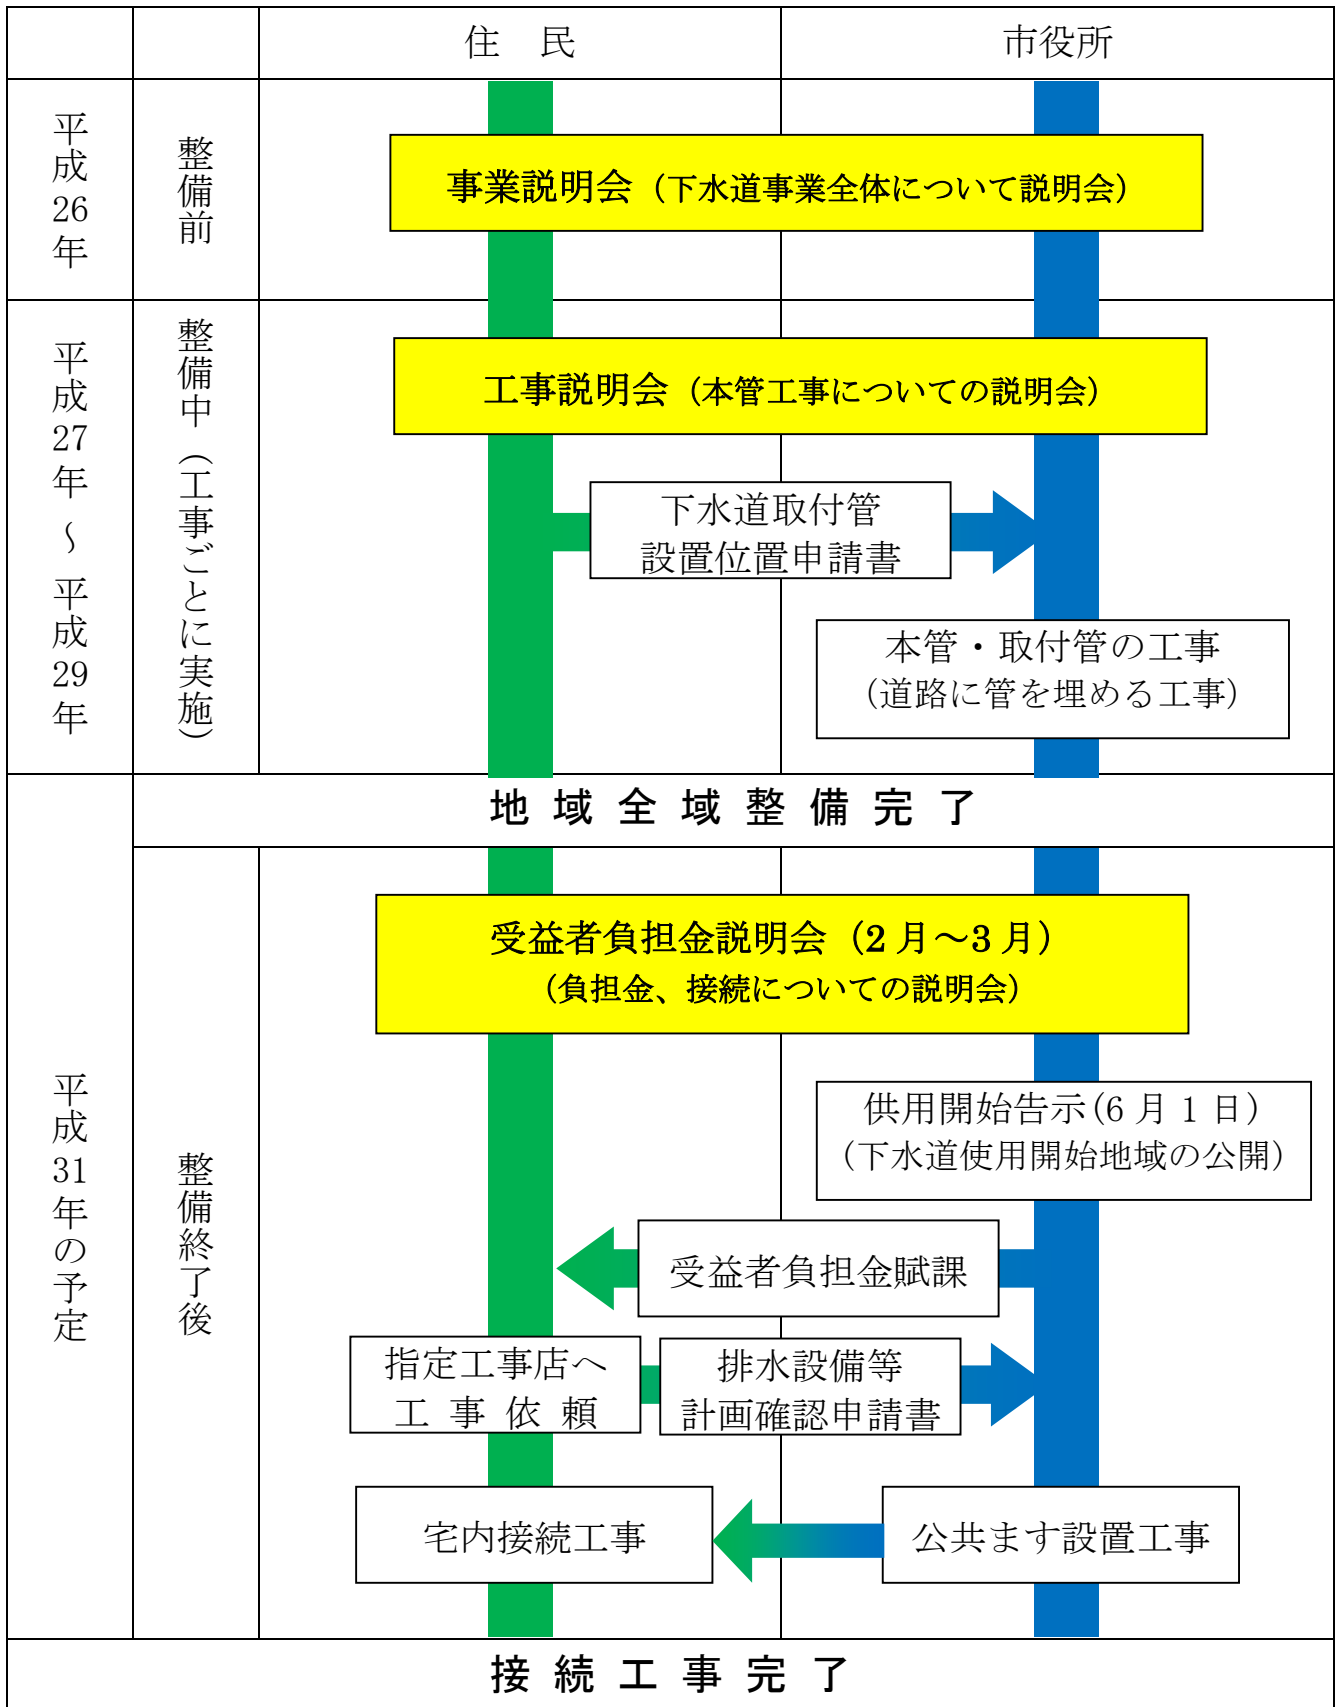 住　民
市役所
平成26年
整備前
事業説明会（下水道事業全体について説明会）
平成27年～平成29年
整備中（工事ごとに実施）
工事説明会（本管工事についての説明会）
下水道取付管
設置位置申請書
本管・取付管の工事
（道路に管を埋める工事）
地域全域整備完了
平成31年の予定
整備終了後
受益者負担金説明会（2月～3月）
（負担金、接続についての説明会）
供用開始告示(6月1日)
（下水道使用開始地域の公開）
受益者負担金賦課
指定工事店へ
工事依頼
排水設備等
計画確認申請書
宅内接続工事
公共ます設置工事
接続工事完了